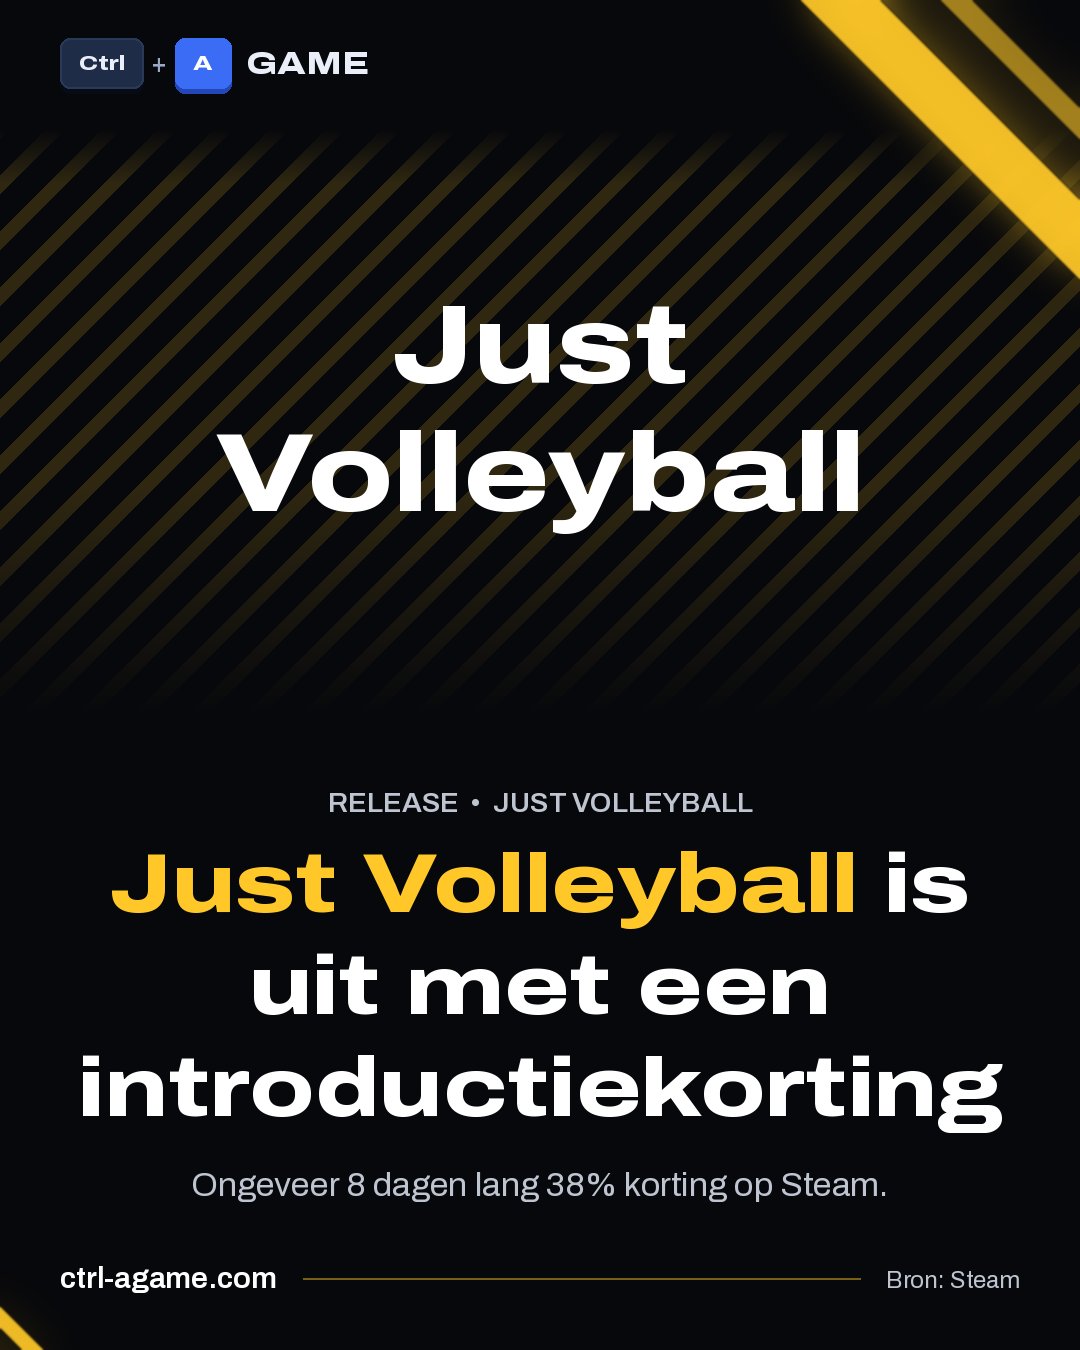 Ctrl + A GAME
Just
Volleyball
RELEASE • JUST VOLLEYBALL
Just Volleyball is
uit met een
introductiekorting
Ongeveer 8 dagen lang 38% korting op Steam.
ctrl-agame.com
Bron: Steam